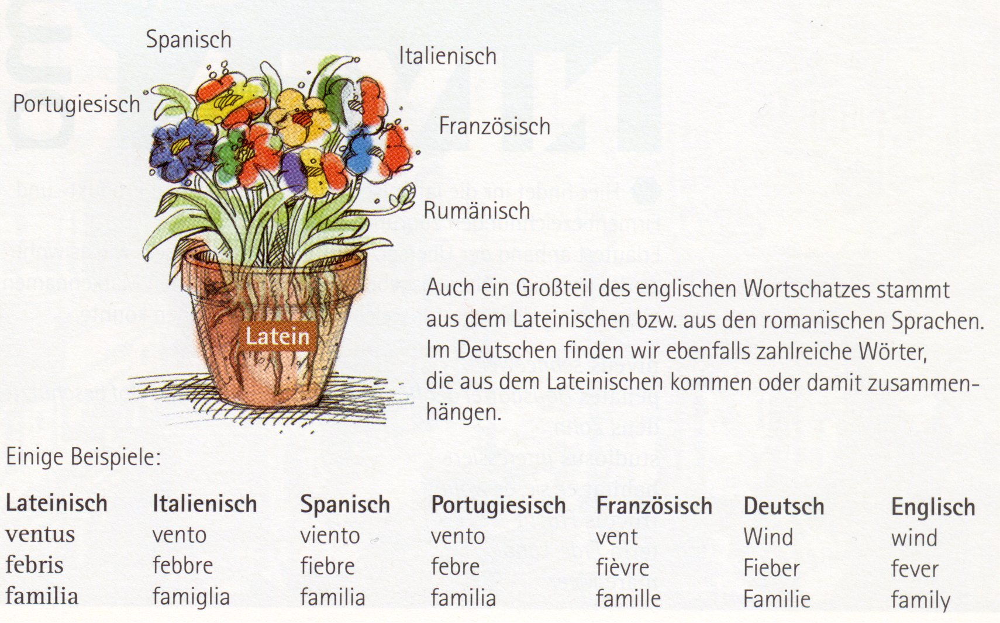 Spanisch
Italienisch
Portugiesisch
Französisch
Rumänisch
Latein
Auch ein Großteil des englischen Wortschatzes stammt
aus dem Lateinischen bzw. aus den romanischen Sprachen.
Im Deutschen finden wir ebenfalls zahlreiche Wörter,
die aus dem Lateinischen kommen oder damit zusammen-
hängen.
Einige Beispiele:
Lateinisch Italienisch Spanisch Portugiesisch Französisch Deutsch Englisch
ventus vento viento vento vent Wind wind
febris febbre fiebre febre fièvre Fieber fever
familia famiglia familia familia famille Familie family